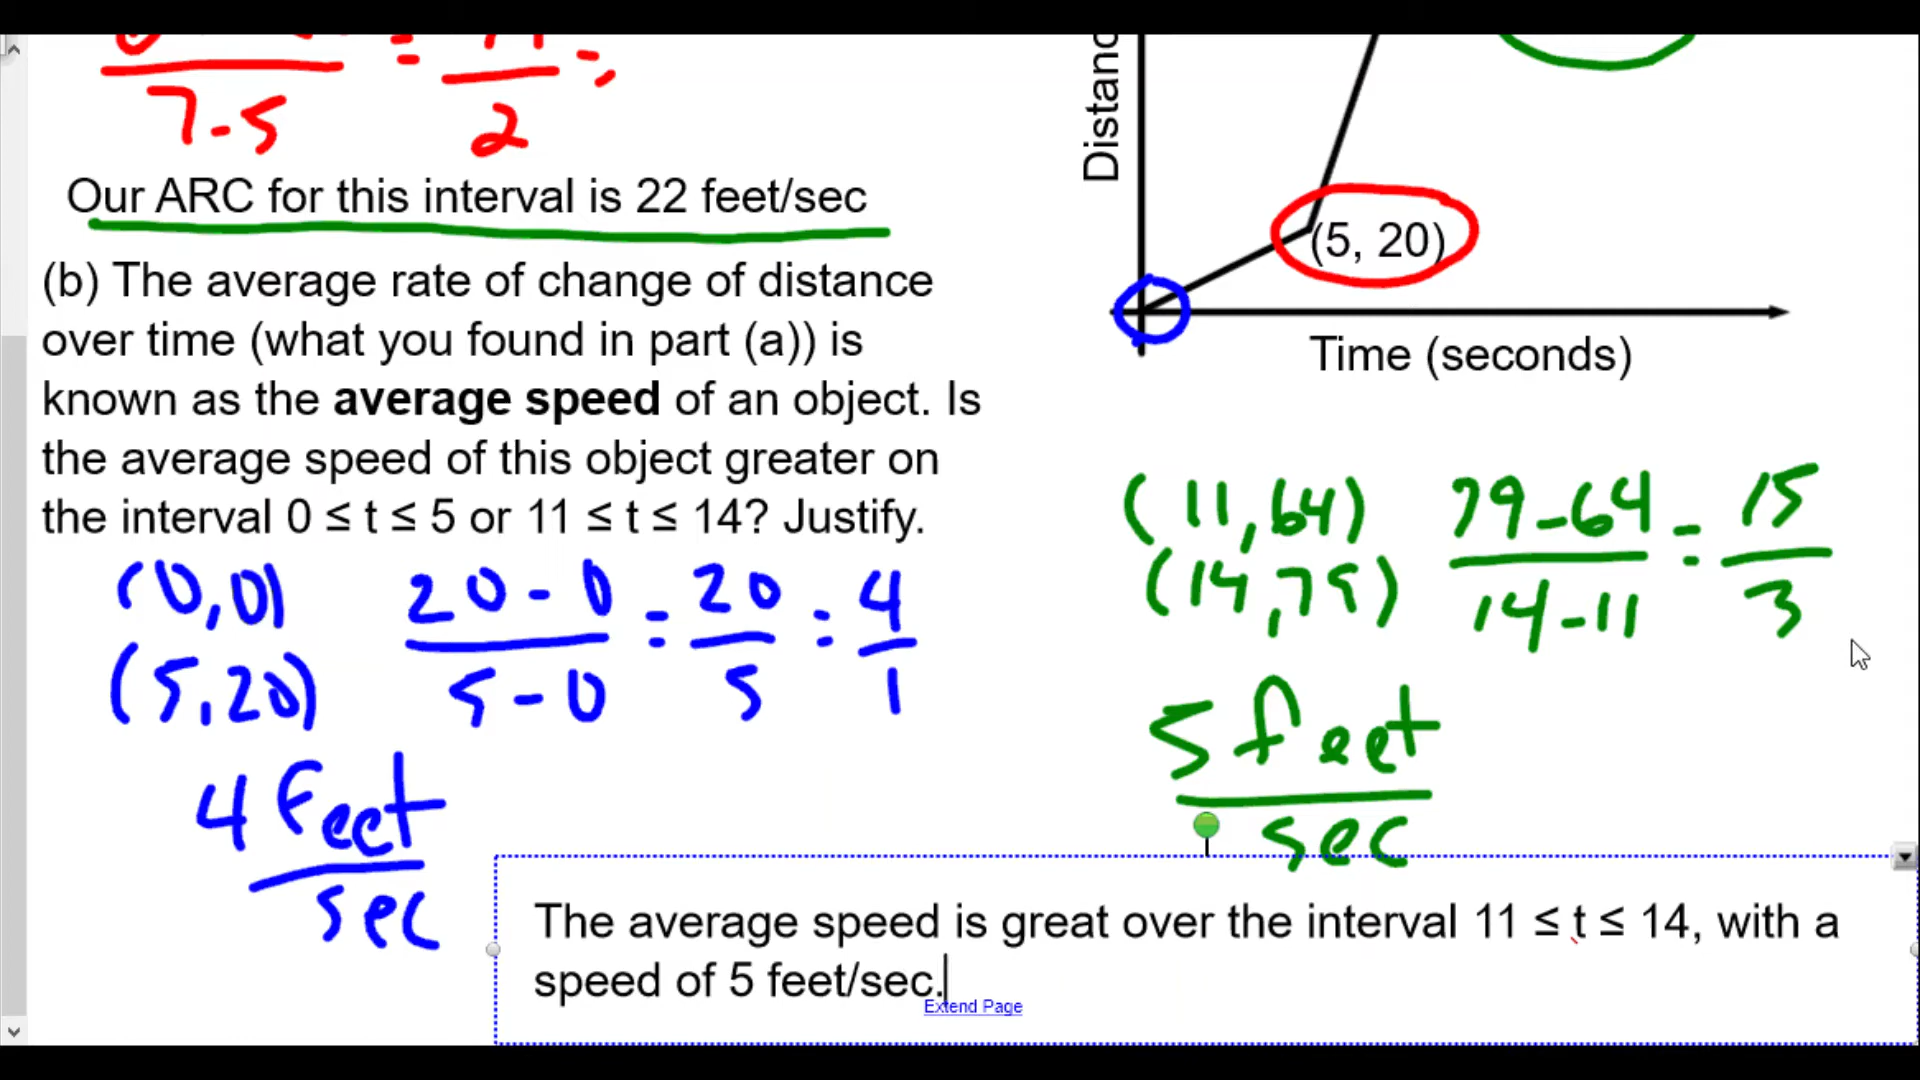 7-5
2
Our ARC for this interval is 22 feet/sec
(b) The average rate of change of distance
over time (what you found in part (a)) is
known as the average speed of an object. Is
the average speed of this object greater on
the interval 0 ≤ t ≤ 5 or 11 ≤ t ≤ 14? Justify.
(0,0)
(5,20)
20-0 = 20 = 4
5-0 5 1
4 feet
sec
Distanc
(5, 20)
Time (seconds)
(11,64)
(14,79)
79-64 = 15
14-11 3
5 feet
sec
The average speed is great over the interval 11 ≤ t ≤ 14, with a
speed of 5 feet/sec.
Extend Page